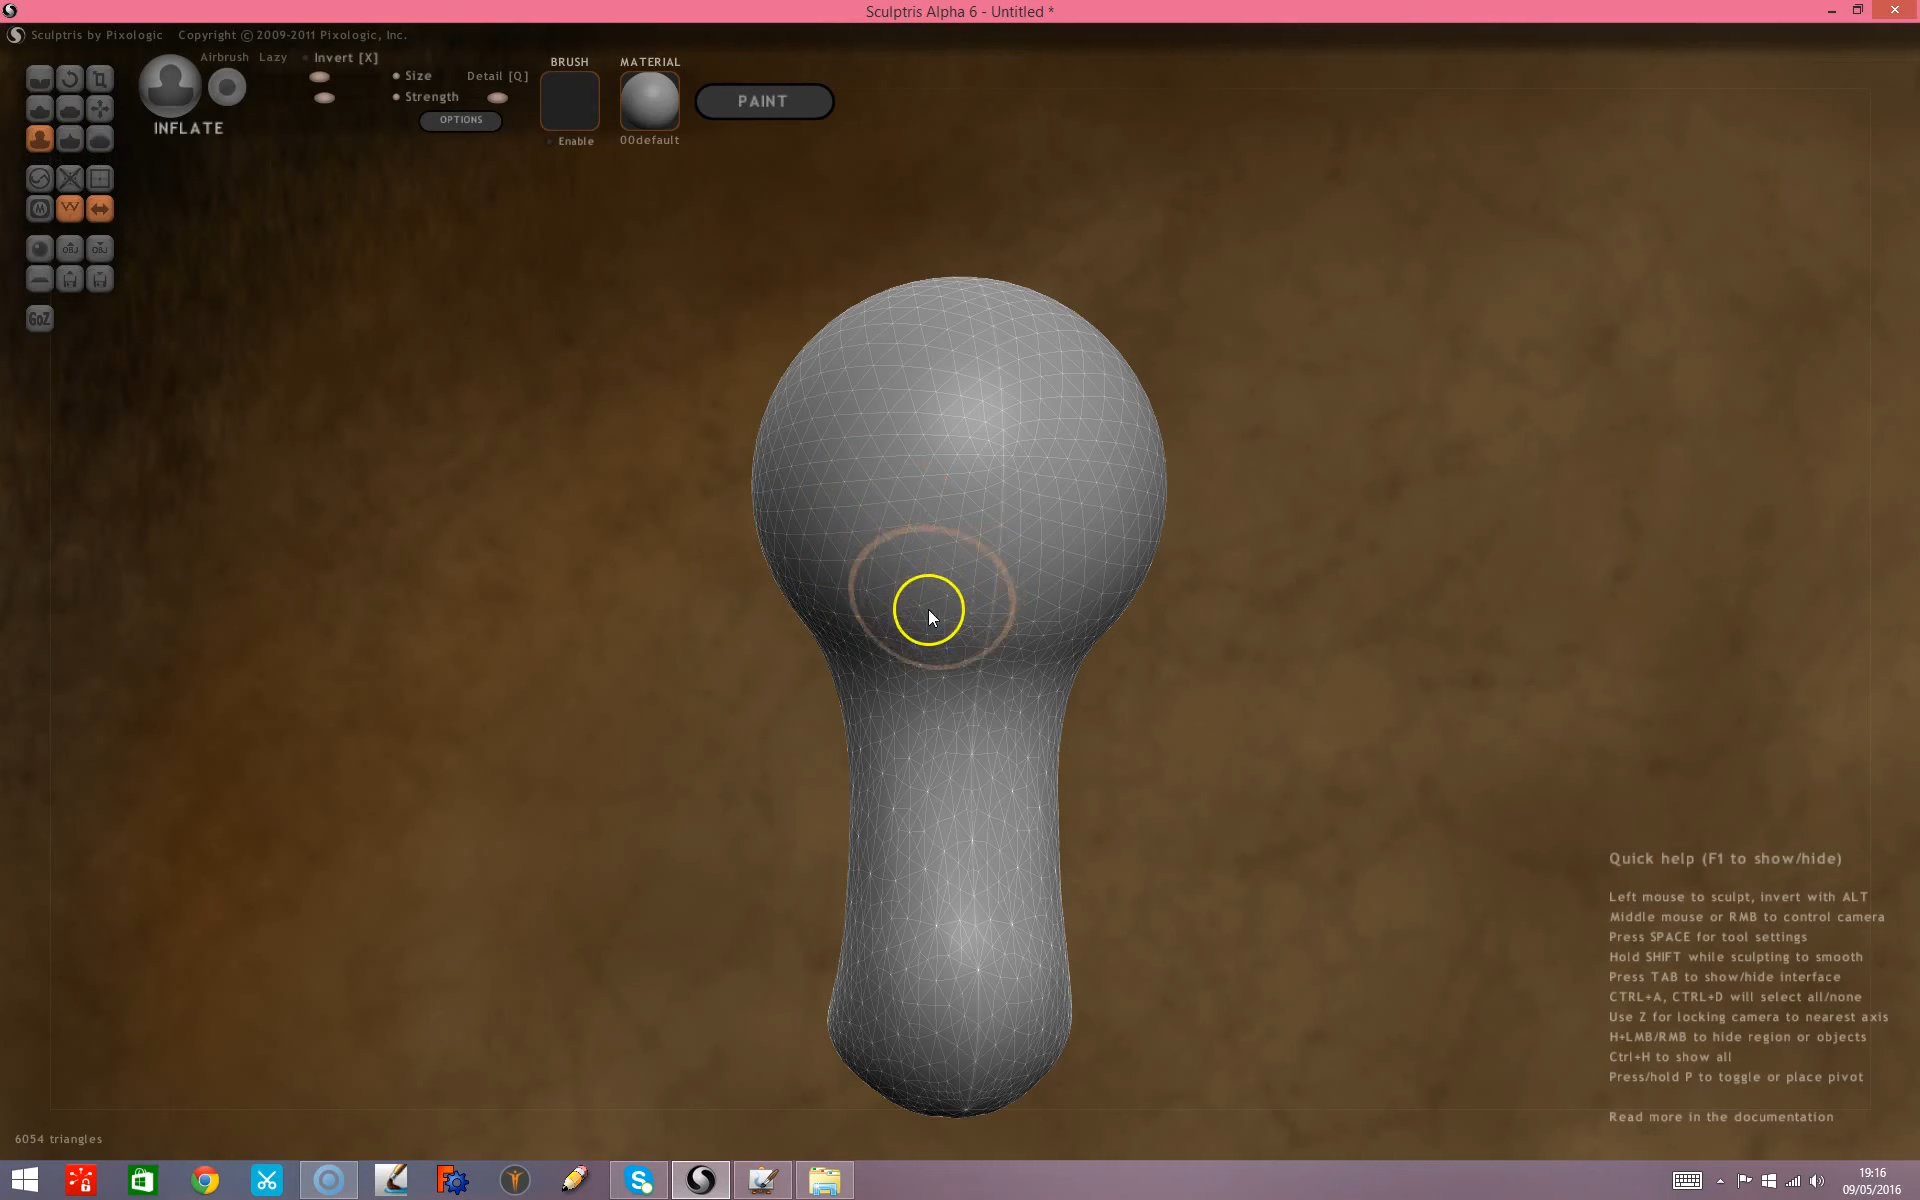 Sculptris Alpha 6 - Untitled *
Sculptris by Pixologic Copyright © 2009-2011 Pixologic, Inc.
Airbrush Lazy Invert [X]
Size Detail [Q]
Strength
OPTIONS
INFLATE
BRUSH
Enable
MATERIAL
00default
PAINT
M
OBJ OBJ
GoZ
Quick help (F1 to show/hide)
Left mouse to sculpt, invert with ALT
Middle mouse or RMB to control camera
Press SPACE for tool settings
Hold SHIFT while sculpting to smooth
Press TAB to show/hide interface
CTRL+A, CTRL+D will select all/none
Use Z for locking camera to nearest axis
H+LMB/RMB to hide region or objects
Ctrl+H to show all
Press/hold P to toggle or place pivot
Read more in the documentation
6054 triangles
19:16
09/05/2016